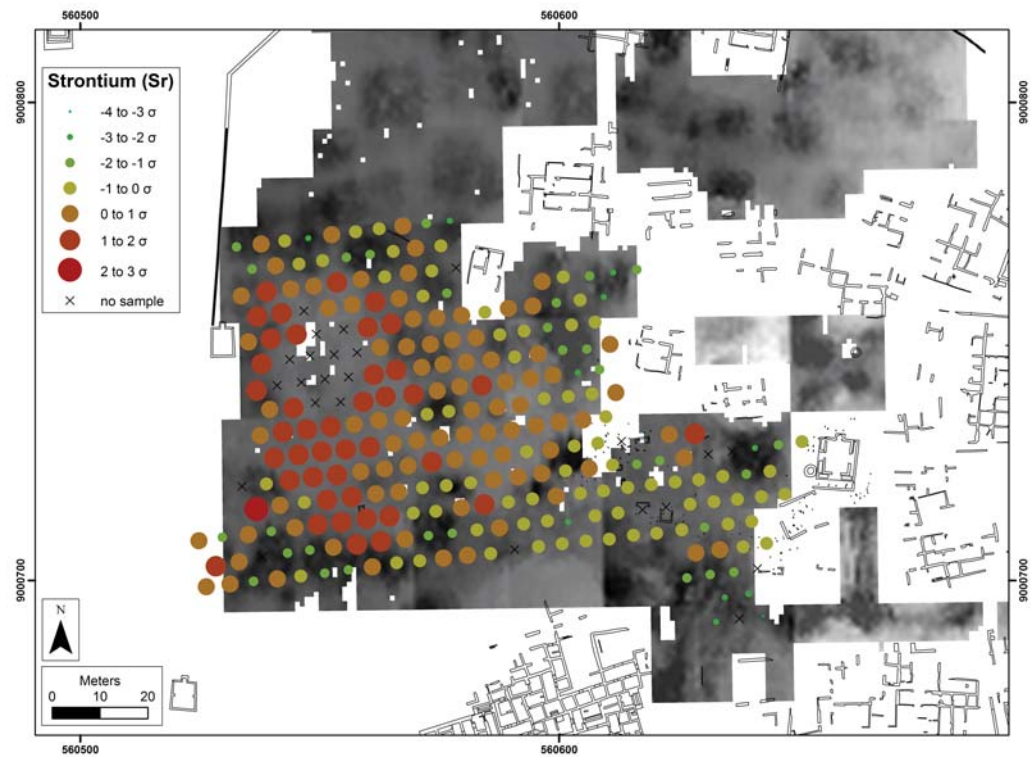 560500
560600
9000800
9000800
Strontium (Sr)
-4 to -3 σ
-3 to -2 σ
-2 to -1 σ
-1 to 0 σ
0 to 1 σ
1 to 2 σ
2 to 3 σ
no sample
9000700
9000700
N
Meters
0 10 20
560500
560600